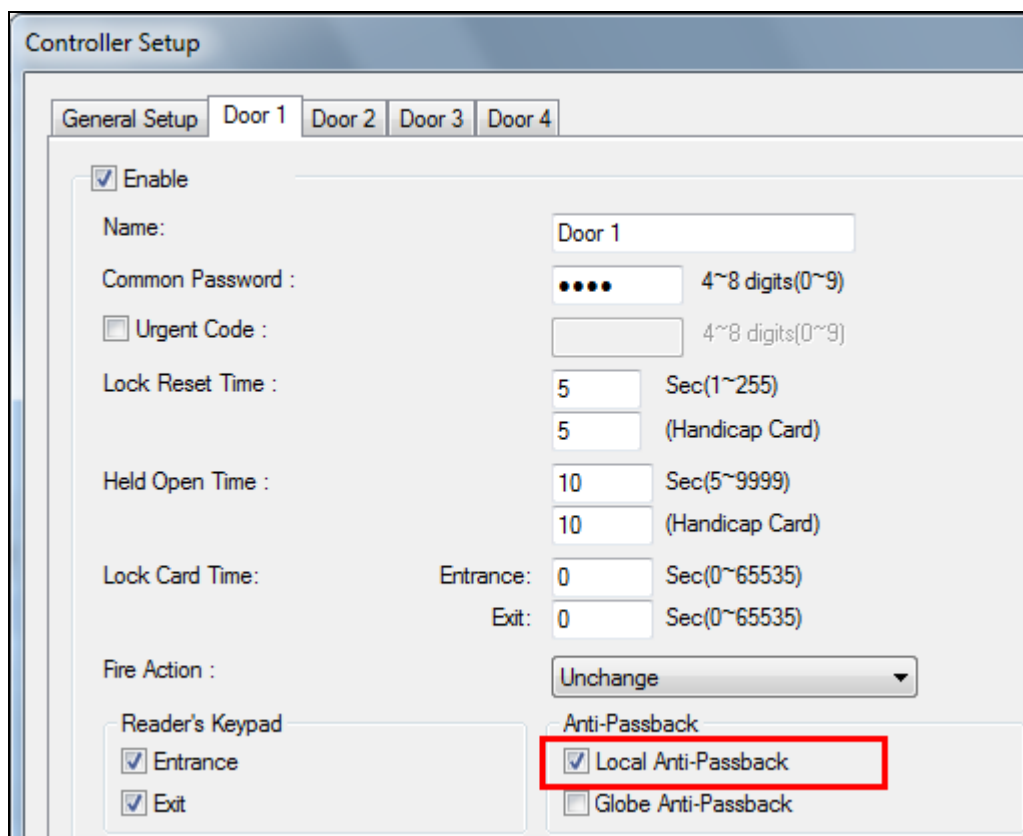 Controller Setup
General Setup Door 1 Door 2 Door 3 Door 4
Enable
Name: Door 1
Common Password : •••• 4~8 digits(0~9)
Urgent Code : 4~8 digits(0~9)
Lock Reset Time : 5 Sec(1~255)
5 (Handicap Card)
Held Open Time : 10 Sec(5~9999)
10 (Handicap Card)
Lock Card Time: Entrance: 0 Sec(0~65535)
Exit: 0 Sec(0~65535)
Fire Action : Unchange
Reader's Keypad Anti-Passback
Entrance Local Anti-Passback
Exit Globe Anti-Passback